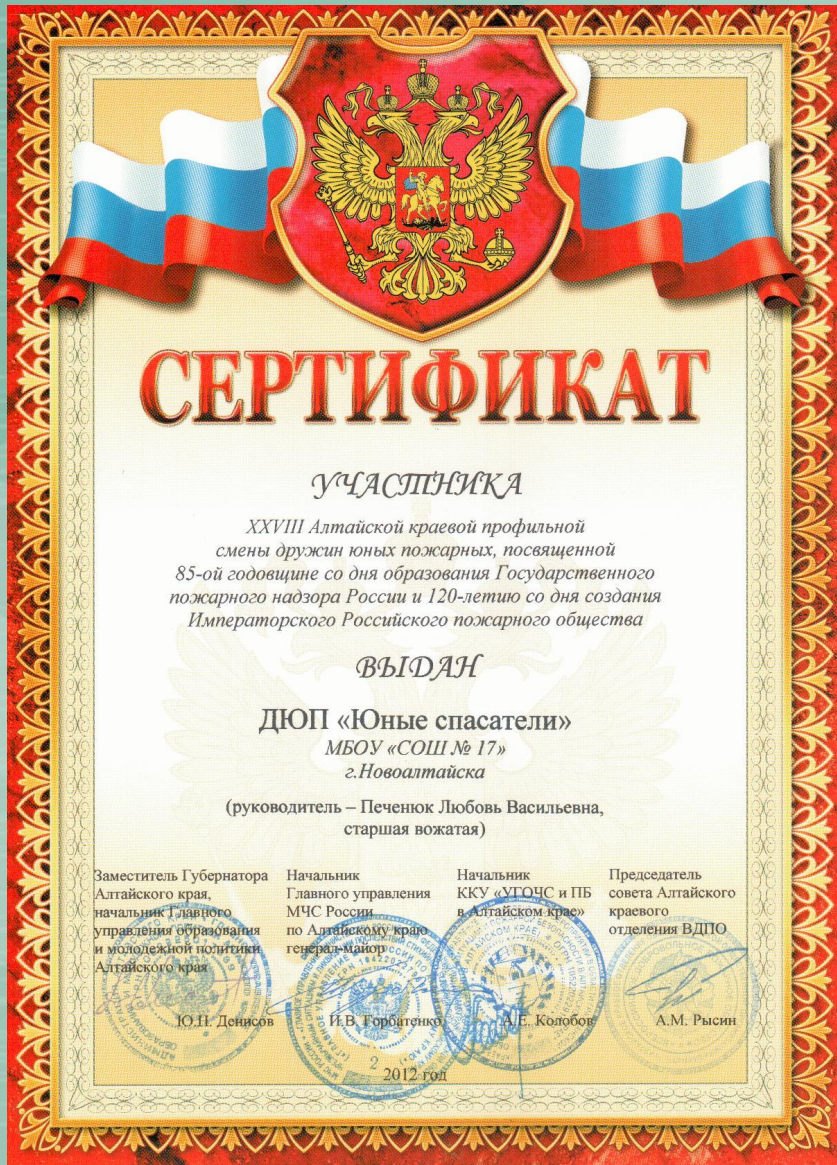 СЕРТИФИКАТ
УЧАСТНИКА
XXVIII Алтайской краевой профильной
смены дружин юных пожарных, посвященной
85-ой годовщине со дня образования Государственного
пожарного надзора России и 120-летию со дня создания
Императорского Российского пожарного общества
ВЫДАН
ДЮП «Юные спасатели»
МБОУ «СОШ № 17»
г.Новоалтайска
(руководитель – Печенюк Любовь Васильевна,
старшая вожатая)
Заместитель Губернатора
Алтайского края,
начальник Главного
управления образования
и молодежной политики
Алтайского края
Ю.Н. Денисов
Начальник
Главного управления
МЧС России
по Алтайскому краю
генерал-майор
И.В. Горбатенко
Начальник
ККУ «УГОЧС и ПБ
в Алтайском крае»
А.Е. Колобов
Председатель
совета Алтайского
краевого
отделения ВДПО
А.М. Рысин
2012 год